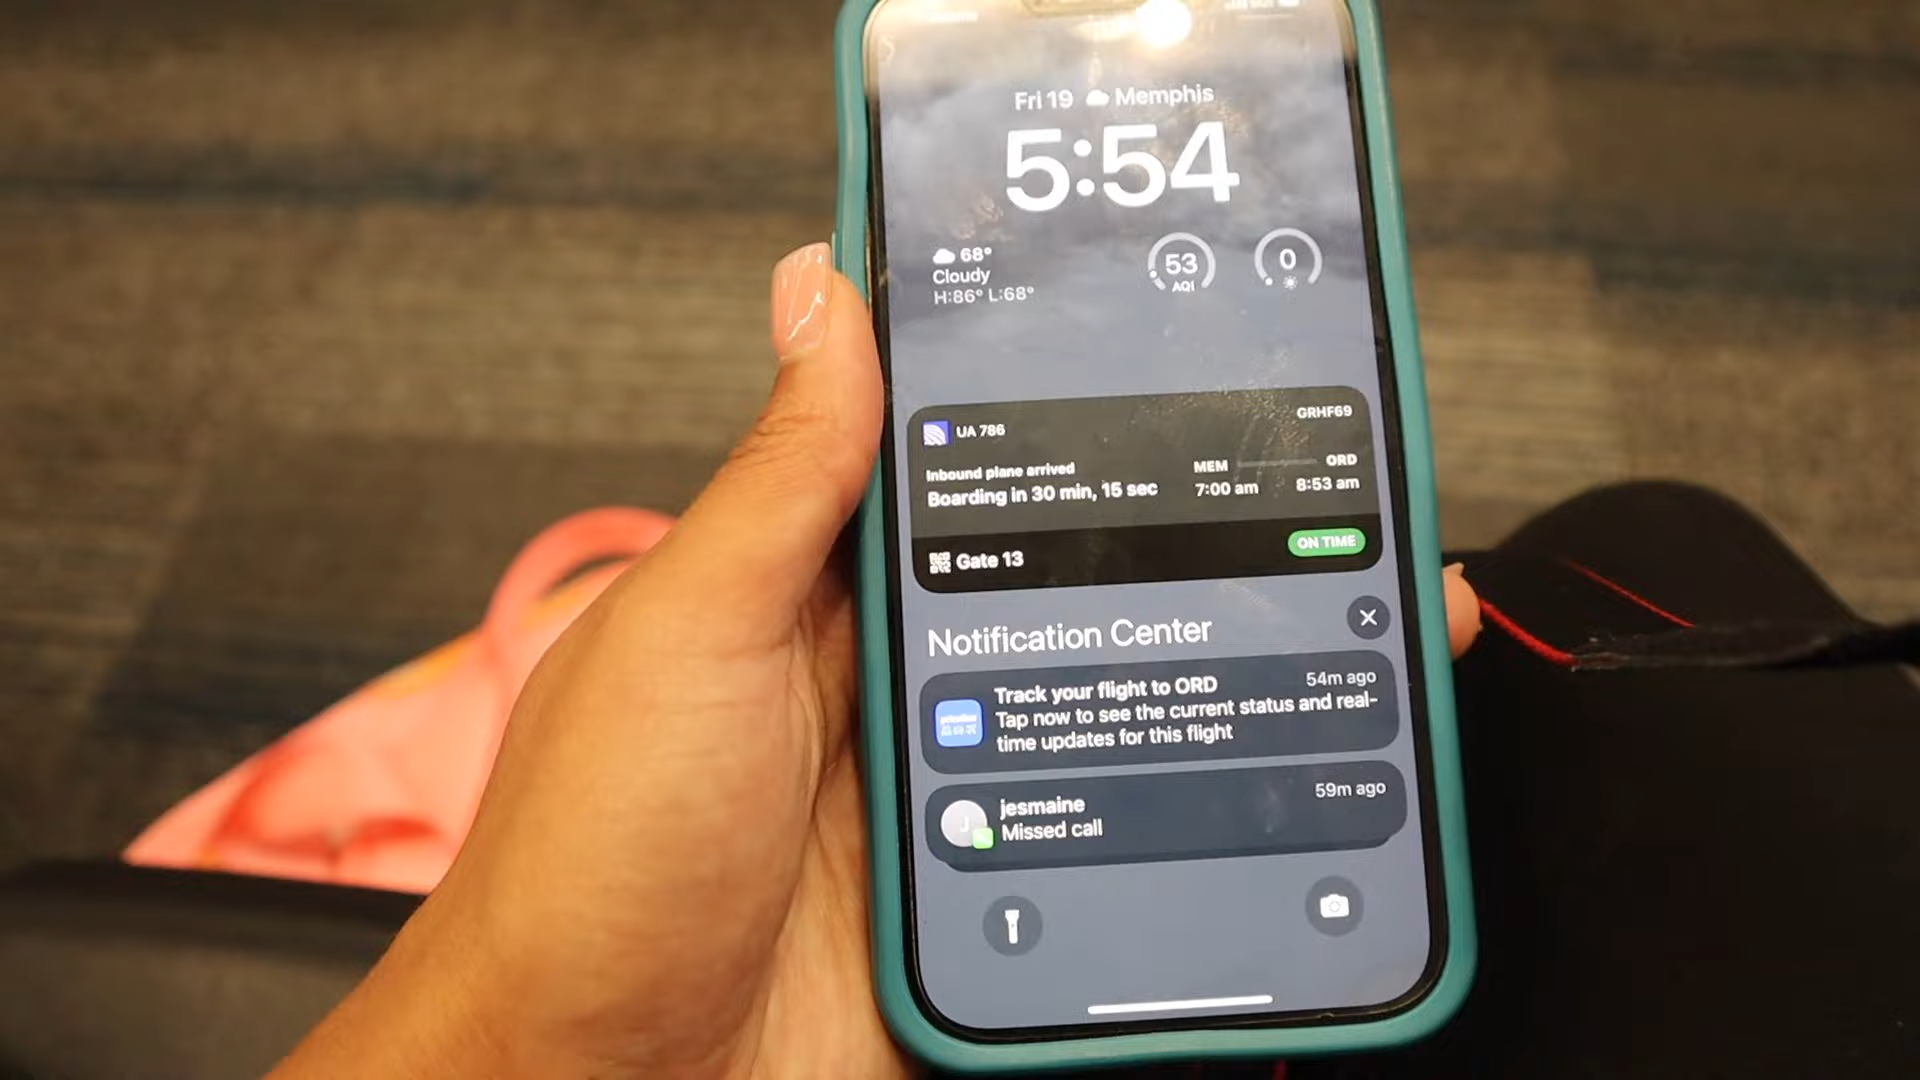 Fri 19 Memphis
5:54
68°
Cloudy
H:86° L:68°
53
AQI
0
UA 786
GRHF69
Inbound plane arrived
Boarding in 30 min, 15 sec
MEM
ORD
7:00 am
8:53 am
Gate 13
ON TIME
Notification Center
Track your flight to ORD
54m ago
Tap now to see the current status and real-
time updates for this flight
jesmaine
59m ago
Missed call
J